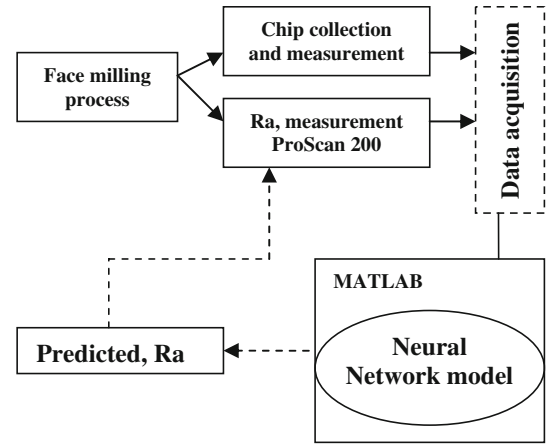 Chip collection
and measurement
Face milling
process
Ra, measurement
ProScan 200
Data acquisition
MATLAB
Neural
Network model
Predicted, Ra